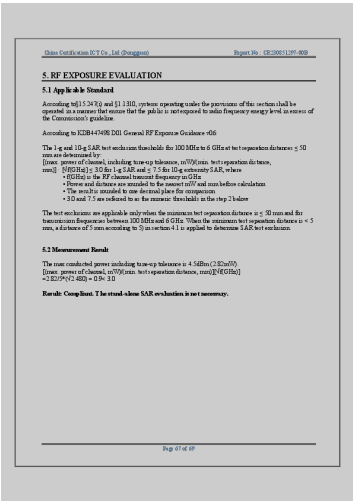 China Certification ICT Co., Ltd (Dongguan) Report No.: CR230851297-00B
5. RF EXPOSURE EVALUATION
5.1 Applicable Standard
According to§15.247(i) and §1.1310, systems operating under the provisions of this section shall be
operated in a manner that ensure that the public is not exposed to radio frequency energy level in excess of
the Commission's guideline.
According to KDB447498 D01 General RF Exposure Guidance v06:
The 1-g and 10-g SAR test exclusion thresholds for 100 MHz to 6 GHz at test separation distances ≤ 50
mm are determined by:
[(max. power of channel, including tune-up tolerance, mW)/(min. test separation distance,
mm)] · [√f(GHz)] ≤ 3.0 for 1-g SAR and ≤ 7.5 for 10-g extremity SAR, where
• f(GHz) is the RF channel transmit frequency in GHz
• Power and distance are rounded to the nearest mW and mm before calculation
• The result is rounded to one decimal place for comparison
• 3.0 and 7.5 are referred to as the numeric thresholds in the step 2 below
The test exclusions are applicable only when the minimum test separation distance is ≤ 50 mm and for
transmission frequencies between 100 MHz and 6 GHz. When the minimum test separation distance is < 5
mm, a distance of 5 mm according to 5) in section 4.1 is applied to determine SAR test exclusion.
5.2 Measurement Result
The max conducted power including tune-up tolerance is 4.5dBm (2.82mW).
[(max. power of channel, mW)/(min. test separation distance, mm)][√f(GHz)]
=2.82/5*(√2.480) = 0.9< 3.0
Result: Compliant. The stand-alone SAR evaluation is not necessary.
Page 67 of 69